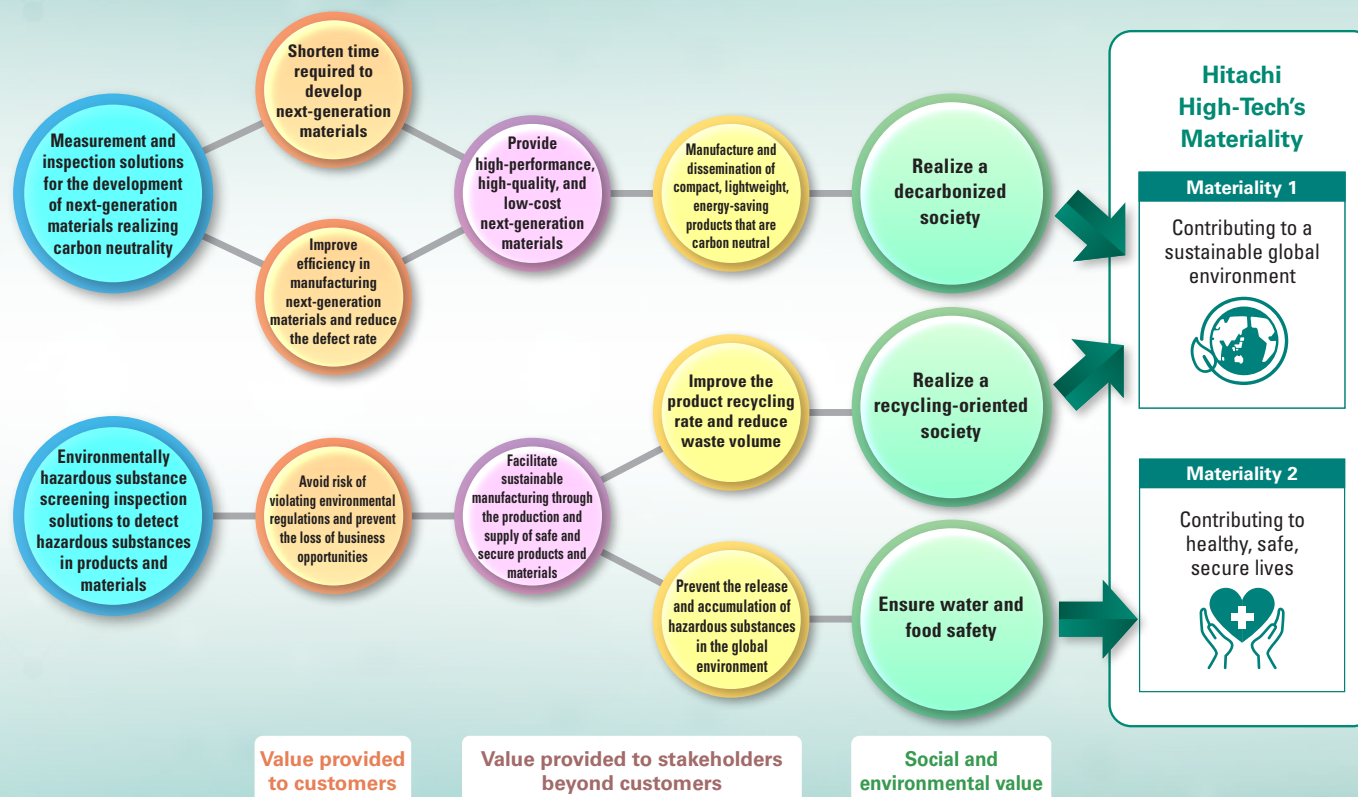 Measurement and
inspection solutions
for the development
of next-generation
materials realizing
carbon neutrality
Shorten time
required to
develop
next-generation
materials
Improve
efficiency in
manufacturing
next-generation
materials and reduce
the defect rate
Provide
high-performance,
high-quality, and
low-cost
next-generation
materials
Manufacture and
dissemination of
compact, lightweight,
energy-saving
products that are
carbon neutral
Realize a
decarbonized
society
Environmentally
hazardous substance
screening inspection
solutions to detect
hazardous substances
in products and
materials
Avoid risk of
violating environmental
regulations and prevent
the loss of business
opportunities
Facilitate
sustainable
manufacturing through
the production and
supply of safe and
secure products and
materials
Improve the
product recycling
rate and reduce
waste volume
Realize a
recycling-oriented
society
Prevent the release
and accumulation of
hazardous substances
in the global
environment
Ensure water and
food safety
Hitachi
High-Tech's
Materiality
Materiality 1
Contributing to a
sustainable global
environment
Materiality 2
Contributing to
healthy, safe,
secure lives
Value provided
to customers
Value provided to stakeholders
beyond customers
Social and
environmental value